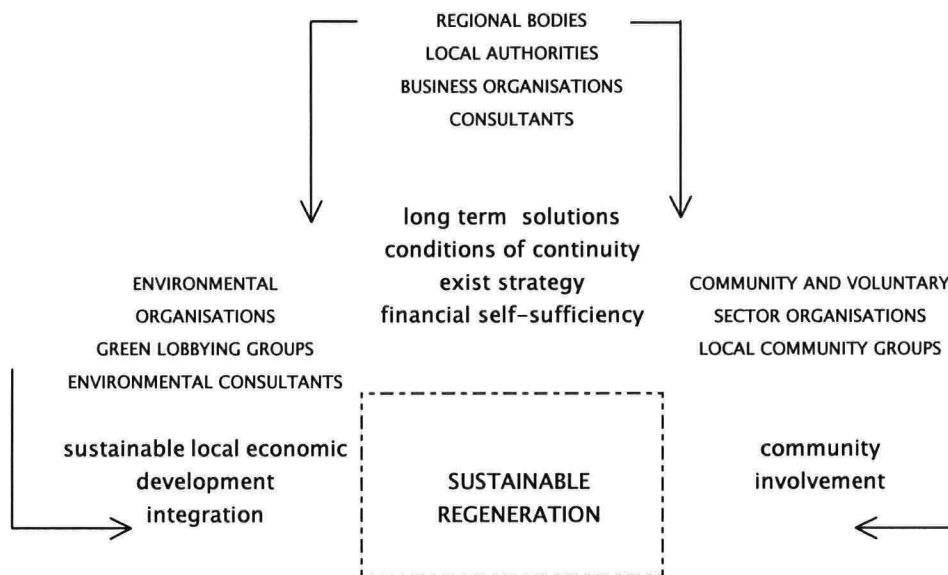 REGIONAL BODIES
LOCAL AUTHORITIES
BUSINESS ORGANISATIONS
CONSULTANTS
long term solutions
conditions of continuity
exist strategy
financial self-sufficiency
ENVIRONMENTAL
ORGANISATIONS
GREEN LOBBYING GROUPS
ENVIRONMENTAL CONSULTANTS
COMMUNITY AND VOLUNTARY
SECTOR ORGANISATIONS
LOCAL COMMUNITY GROUPS
sustainable local economic
development
integration
SUSTAINABLE
REGENERATION
community
involvement